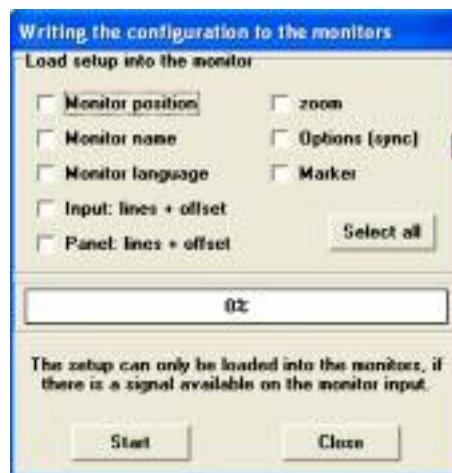 Writing the configuration to the monitors
Load setup into the monitor
Monitor position
zoom
Monitor name
Options (sync)
Monitor language
Marker
Input: lines + offset
Panel: lines + offset
Select all
0%
The setup can only be loaded into the monitors, if
there is a signal available on the monitor input.
Start
Close